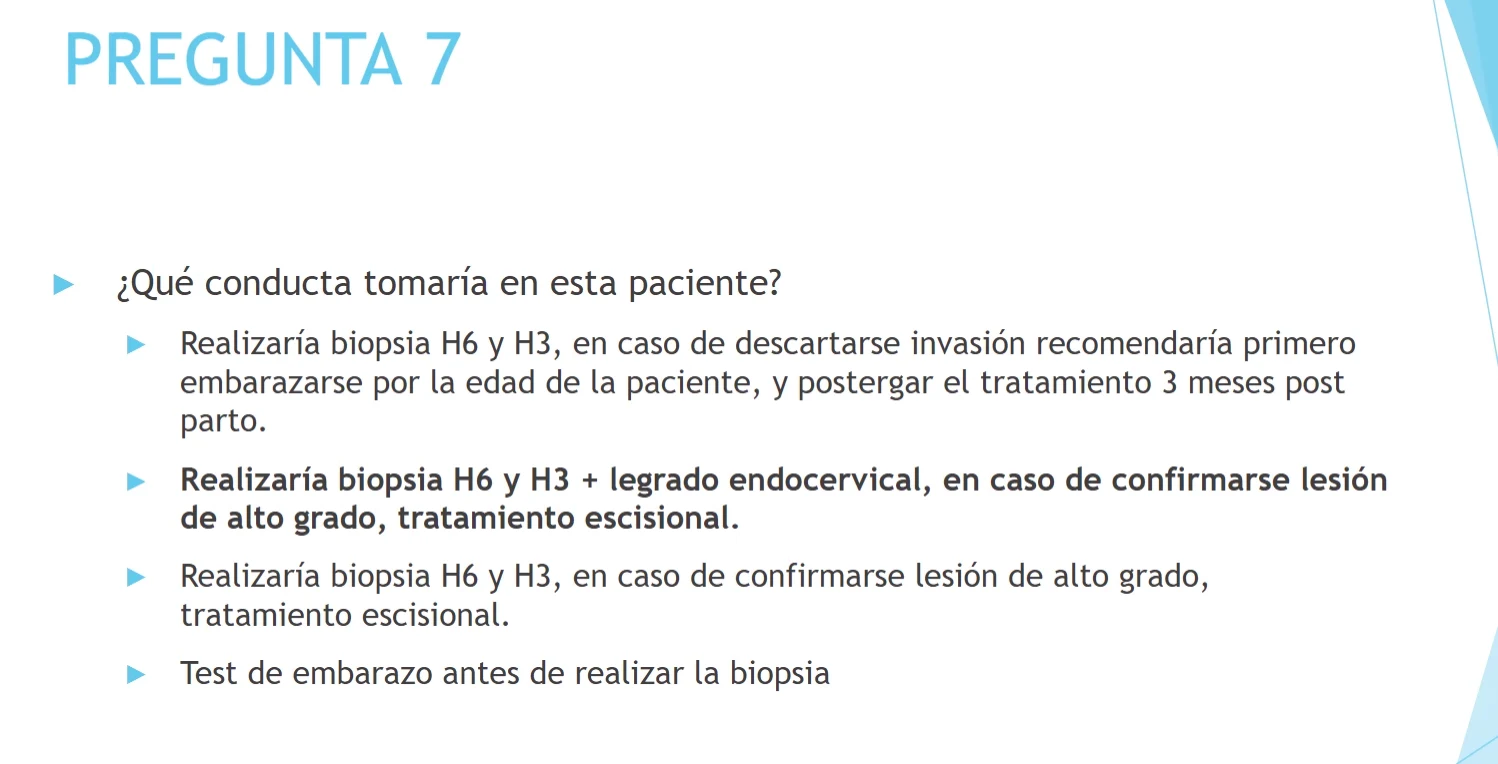 PREGUNTA 7
¿Qué conducta tomaría en esta paciente?
Realizaría biopsia H6 y H3, en caso de descartarse invasión recomendaría primero
embarazarse por la edad de la paciente, y postergar el tratamiento 3 meses post
parto.
Realizaría biopsia H6 y H3 + legrado endocervical, en caso de confirmarse lesión
de alto grado, tratamiento escisional.
Realizaría biopsia H6 y H3, en caso de confirmarse lesión de alto grado,
tratamiento escisional.
Test de embarazo antes de realizar la biopsia